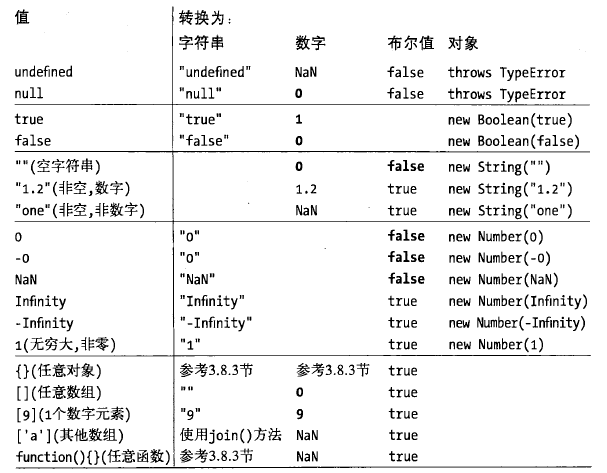 值 转换为:
字符串 数字 布尔值 对象
undefined "undefined" NaN false throws TypeError
null "null" 0 false throws TypeError
true "true" 1 new Boolean(true)
false "false" 0 new Boolean(false)
""(空字符串) 0 false new String("")
"1.2"(非空,数字) 1.2 true new String("1.2")
"one"(非空,非数字) NaN true new String("one")
0 "0" false new Number(0)
-0 "0" false new Number(-0)
NaN "NaN" false new Number(NaN)
Infinity "Infinity" true new Number(Infinity)
-Infinity "-Infinity" true new Number(-Infinity)
1(无穷大,非零) "1" true new Number(1)
{}(任意对象) 参考3.8.3节 参考3.8.3节 true
[](任意数组) "" 0 true
[9](1个数字元素) "9" 9 true
['a'](其他数组) 使用join()方法 NaN true
function(){}(任意函数) 参考3.8.3节 NaN true